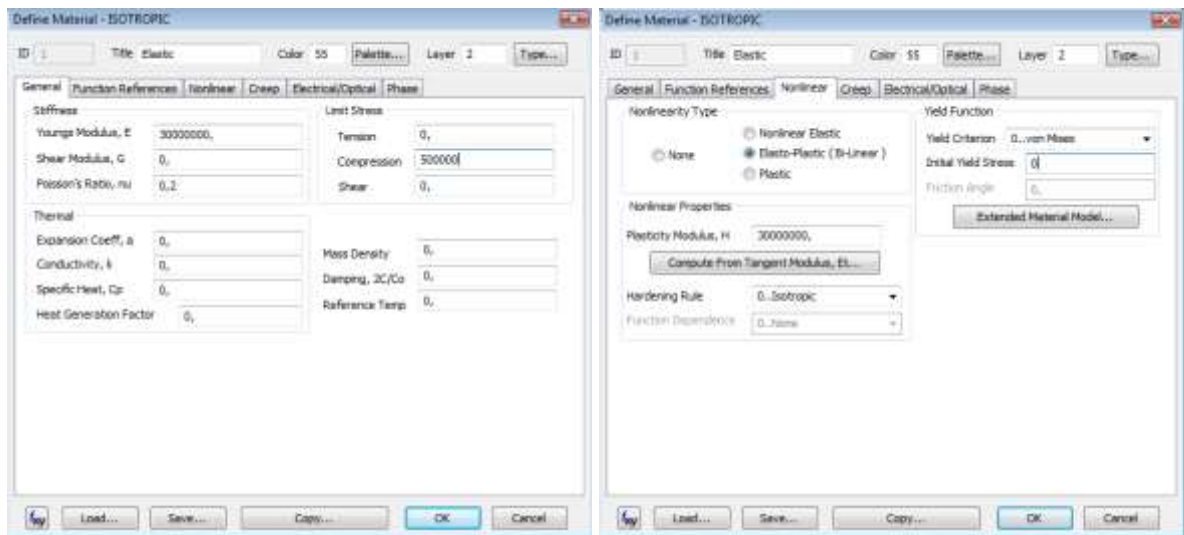 Define Material - ISOTROPIC
ID 1 Title Elastic Color 55 Palette... Layer 2 Type...
General Function References Nonlinear Creep Electrical/Optical Phase
Stiffness
Youngs Modulus, E 30000000,
Shear Modulus, G 0,
Poisson's Ratio, nu 0,2
Limit Stress
Tension 0,
Compression 500000
Shear 0,
Thermal
Expansion Coeff, a 0,
Conductivity, k 0,
Specific Heat, Cp 0,
Heat Generation Factor 0,
Mass Density 0,
Damping, 2C/Co 0,
Reference Temp 0,
Load... Save... Copy... OK Cancel
Define Material - ISOTROPIC
ID 1 Title Elastic Color 55 Palette... Layer 2 Type...
General Function References Nonlinear Creep Electrical/Optical Phase
Nonlinearity Type
None
Nonlinear Elastic
Elasto-Plastic (Bi-Linear)
Plastic
Yield Function
Yield Criterion 0..von Mises
Initial Yield Stress 0
Friction Angle 0,
Extended Material Model...
Nonlinear Properties
Plasticity Modulus, H 30000000,
Compute From Tangent Modulus, Et...
Hardening Rule 0..Isotropic
Function Dependence 0..None
Load... Save... Copy... OK Cancel